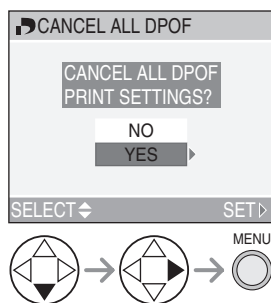 CANCEL ALL DPOF
CANCEL ALL DPOF
PRINT SETTINGS?
NO
YES
SELECT SET
MENU